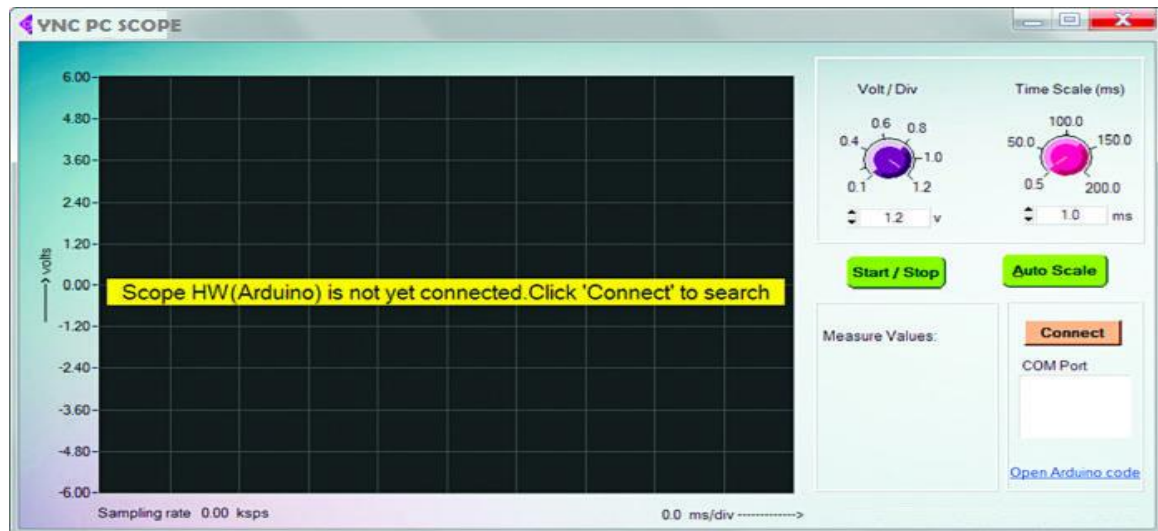 YNC PC SCOPE
6.00
4.80
3.60
2.40
1.20
0.00
-1.20
-2.40
-3.60
-4.80
-6.00
---> volts
Scope HW(Arduino) is not yet connected.Click 'Connect' to search
Sampling rate 0.00 ksps
0.0 ms/div ------------->
Volt / Div
0.1
0.4
0.6
0.8
1.0
1.2
1.2 v
Time Scale (ms)
0.5
50.0
100.0
150.0
200.0
1.0 ms
Start / Stop
Auto Scale
Measure Values:
Connect
COM Port
Open Arduino code